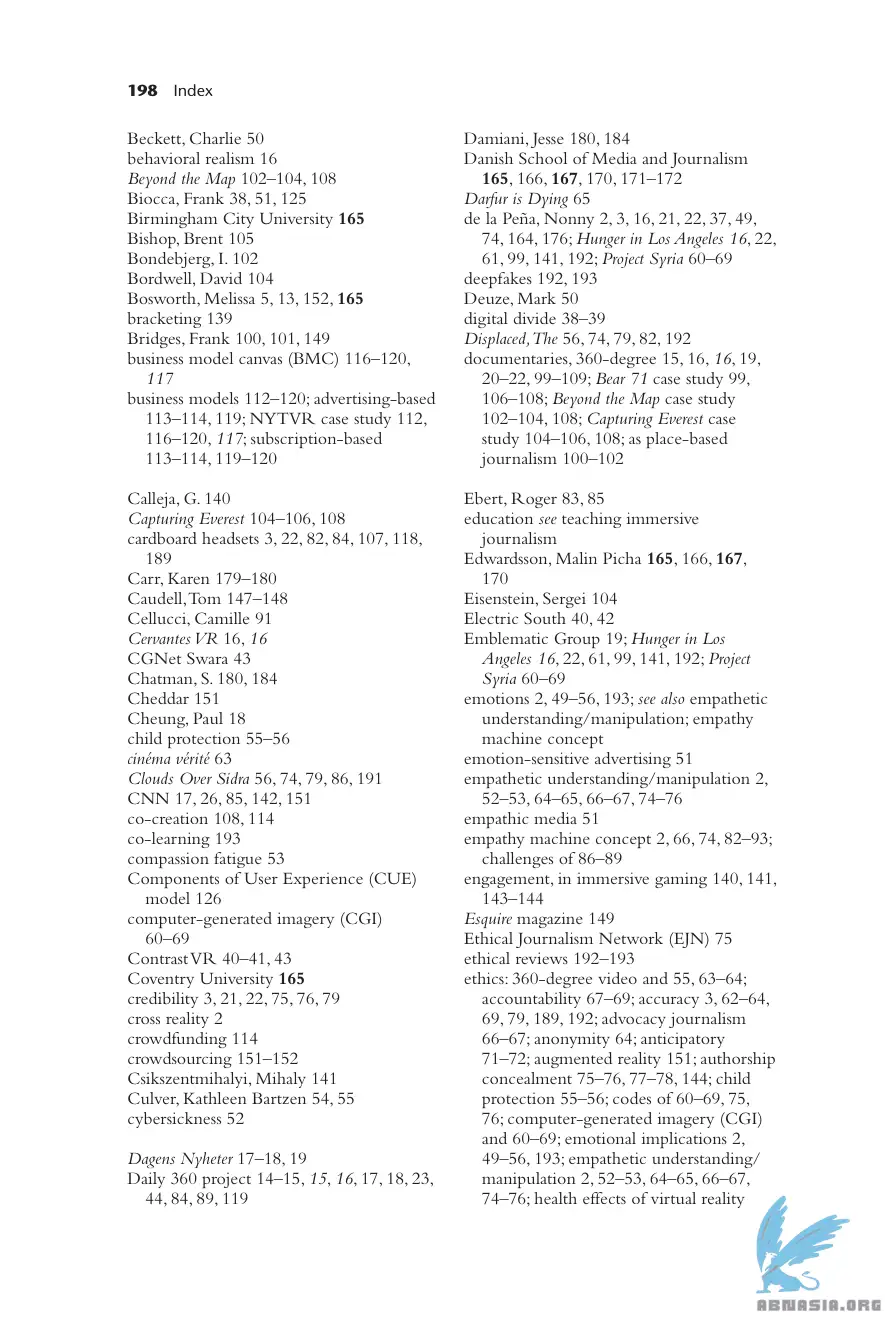 198 Index
Beckett, Charlie 50
behavioral realism 16
Beyond the Map 102–104, 108
Biocca, Frank 38, 51, 125
Birmingham City University 165
Bishop, Brent 105
Bondebjerg, I. 102
Bordwell, David 104
Bosworth, Melissa 5, 13, 152, 165
bracketing 139
Bridges, Frank 100, 101, 149
business model canvas (BMC) 116–120,
117
business models 112–120; advertising-based
113–114, 119; NYTVR case study 112,
116–120, 117; subscription-based
113–114, 119–120
Calleja, G. 140
Capturing Everest 104–106, 108
cardboard headsets 3, 22, 82, 84, 107, 118,
189
Carr, Karen 179–180
Caudell, Tom 147–148
Cellucci, Camille 91
Cervantes VR 16, 16
CGNet Swara 43
Chatman, S. 180, 184
Cheddar 151
Cheung, Paul 18
child protection 55–56
cinéma vérité 63
Clouds Over Sidra 56, 74, 79, 86, 191
CNN 17, 26, 85, 142, 151
co-creation 108, 114
co-learning 193
compassion fatigue 53
Components of User Experience (CUE)
model 126
computer-generated imagery (CGI)
60–69
ContrastVR 40–41, 43
Coventry University 165
credibility 3, 21, 22, 75, 76, 79
cross reality 2
crowdfunding 114
crowdsourcing 151–152
Csikszentmihalyi, Mihaly 141
Culver, Kathleen Bartzen 54, 55
cybersickness 52
Dagens Nyheter 17–18, 19
Daily 360 project 14–15, 15, 16, 17, 18, 23,
44, 84, 89, 119
Damiani, Jesse 180, 184
Danish School of Media and Journalism
165, 166, 167, 170, 171–172
Darfur is Dying 65
de la Peña, Nonny 2, 3, 16, 21, 22, 37, 49,
74, 164, 176; Hunger in Los Angeles 16, 22,
61, 99, 141, 192; Project Syria 60–69
deepfakes 192, 193
Deuze, Mark 50
digital divide 38–39
Displaced, The 56, 74, 79, 82, 192
documentaries, 360-degree 15, 16, 16, 19,
20–22, 99–109; Bear 71 case study 99,
106–108; Beyond the Map case study
102–104, 108; Capturing Everest case
study 104–106, 108; as place-based
journalism 100–102
Ebert, Roger 83, 85
education see teaching immersive
journalism
Edwardsson, Malin Picha 165, 166, 167,
170
Eisenstein, Sergei 104
Electric South 40, 42
Emblematic Group 19; Hunger in Los
Angeles 16, 22, 61, 99, 141, 192; Project
Syria 60–69
emotions 2, 49–56, 193; see also empathetic
understanding/manipulation; empathy
machine concept
emotion-sensitive advertising 51
empathetic understanding/manipulation 2,
52–53, 64–65, 66–67, 74–76
empathic media 51
empathy machine concept 2, 66, 74, 82–93;
challenges of 86–89
engagement, in immersive gaming 140, 141,
143–144
Esquire magazine 149
Ethical Journalism Network (EJN) 75
ethical reviews 192–193
ethics: 360-degree video and 55, 63–64;
accountability 67–69; accuracy 3, 62–64,
69, 79, 189, 192; advocacy journalism
66–67; anonymity 64; anticipatory
71–72; augmented reality 151; authorship
concealment 75–76, 77–78, 144; child
protection 55–56; codes of 60–69, 75,
76; computer-generated imagery (CGI)
and 60–69; emotional implications 2,
49–56, 193; empathetic understanding/
manipulation 2, 52–53, 64–65, 66–67,
74–76; health effects of virtual reality
ABNASIA.ORG